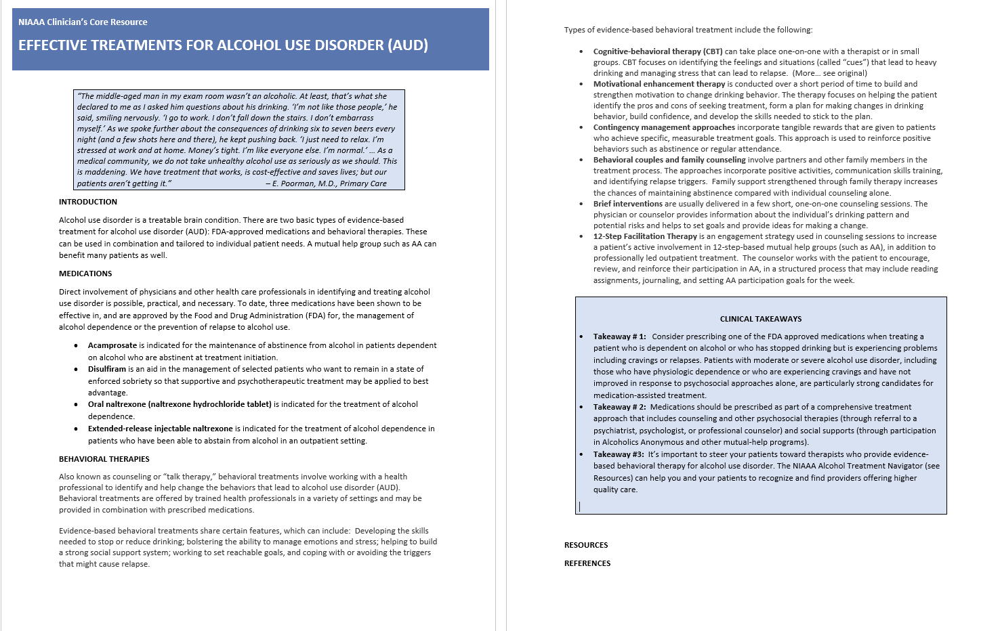 NIAAA Clinician’s Core Resource
EFFECTIVE TREATMENTS FOR ALCOHOL USE DISORDER (AUD)
“The middle-aged man in my exam room wasn’t an alcoholic. At least, that’s what she
declared to me as I asked him questions about his drinking. ‘I’m not like those people,’ he
said, smiling nervously. ‘I go to work. I don’t fall down the stairs. I don’t embarrass
myself.’ As we spoke further about the consequences of drinking six to seven beers every
night (and a few shots here and there), he kept pushing back. ‘I just need to relax. I’m
stressed at work and at home. Money’s tight. I’m like everyone else. I’m normal.’ … As a
medical community, we do not take unhealthy alcohol use as seriously as we should. This
is maddening. We have treatment that works, is cost-effective and saves lives; but our
patients aren’t getting it.” – E. Poorman, M.D., Primary Care
INTRODUCTION
Alcohol use disorder is a treatable brain condition. There are two basic types of evidence-based
treatment for alcohol use disorder (AUD): FDA-approved medications and behavioral therapies. These
can be used in combination and tailored to individual patient needs. A mutual help group such as AA can
benefit many patients as well.
MEDICATIONS
Direct involvement of physicians and other health care professionals in identifying and treating alcohol
use disorder is possible, practical, and necessary. To date, three medications have been shown to be
effective in, and are approved by the Food and Drug Administration (FDA) for, the management of
alcohol dependence or the prevention of relapse to alcohol use.
• Acamprosate is indicated for the maintenance of abstinence from alcohol in patients dependent
on alcohol who are abstinent at treatment initiation.
• Disulfiram is an aid in the management of selected patients who want to remain in a state of
enforced sobriety so that supportive and psychotherapeutic treatment may be applied to best
advantage.
• Oral naltrexone (naltrexone hydrochloride tablet) is indicated for the treatment of alcohol
dependence.
• Extended-release injectable naltrexone is indicated for the treatment of alcohol dependence in
patients who have been able to abstain from alcohol in an outpatient setting.
BEHAVIORAL THERAPIES
Also known as counseling or “talk therapy,” behavioral treatments involve working with a health
professional to identify and help change the behaviors that lead to alcohol use disorder (AUD).
Behavioral treatments are offered by trained health professionals in a variety of settings and may be
provided in combination with prescribed medications.
Evidence-based behavioral treatments share certain features, which can include:  Developing the skills
needed to stop or reduce drinking; bolstering the ability to manage emotions and stress; helping to build
a strong social support system; working to set reachable goals, and coping with or avoiding the triggers
that might cause relapse.
Types of evidence-based behavioral treatment include the following:
• Cognitive-behavioral therapy (CBT) can take place one-on-one with a therapist or in small
groups. CBT focuses on identifying the feelings and situations (called “cues”) that lead to heavy
drinking and managing stress that can lead to relapse.  (More… see original)
• Motivational enhancement therapy is conducted over a short period of time to build and
strengthen motivation to change drinking behavior. The therapy focuses on helping the patient
identify the pros and cons of seeking treatment, form a plan for making changes in drinking
behavior, build confidence, and develop the skills needed to stick to the plan.
• Contingency management approaches incorporate tangible rewards that are given to patients
who achieve specific, measurable treatment goals. This approach is used to reinforce positive
behaviors such as abstinence or regular attendance.
• Behavioral couples and family counseling involve partners and other family members in the
treatment process. The approaches incorporate positive activities, communication skills training,
and identifying relapse triggers.  Family support strengthened through family therapy increases
the chances of maintaining abstinence compared with individual counseling alone.
• Brief interventions are usually delivered in a few short, one-on-one counseling sessions. The
physician or counselor provides information about the individual’s drinking pattern and
potential risks and helps to set goals and provide ideas for making a change.
• 12-Step Facilitation Therapy is an engagement strategy used in counseling sessions to increase
a patient’s active involvement in 12-step-based mutual help groups (such as AA), in addition to
professionally led outpatient treatment.  The counselor works with the patient to encourage,
review, and reinforce their participation in AA, in a structured process that may include reading
assignments, journaling, and setting AA participation goals for the week.
CLINICAL TAKEAWAYS
• Takeaway # 1:   Consider prescribing one of the FDA approved medications when treating a
patient who is dependent on alcohol or who has stopped drinking but is experiencing problems
including cravings or relapses. Patients with moderate or severe alcohol use disorder, including
those who have physiologic dependence or who are experiencing cravings and have not
improved in response to psychosocial approaches alone, are particularly strong candidates for
medication-assisted treatment.
• Takeaway # 2:  Medications should be prescribed as part of a comprehensive treatment
approach that includes counseling and other psychosocial therapies (through referral to a
psychiatrist, psychologist, or professional counselor) and social supports (through participation
in Alcoholics Anonymous and other mutual-help programs).
• Takeaway #3:  It’s important to steer your patients toward therapists who provide evidence-
based behavioral therapy for alcohol use disorder. The NIAAA Alcohol Treatment Navigator (see
Resources) can help you and your patients to recognize and find providers offering higher
quality care.
RESOURCES
REFERENCES